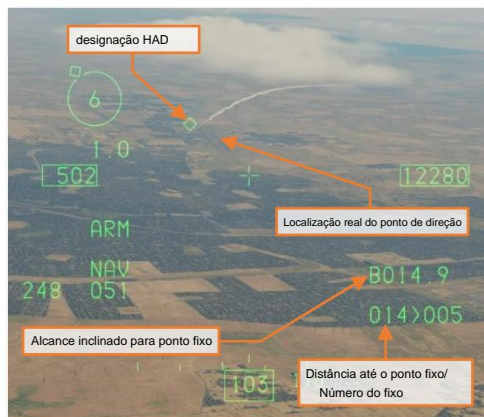 designação HAD
6
1.0
502
12280
Localização real do ponto de direção
ARM
NAV
B014.9
248 051
014>005
Alcance inclinado para ponto fixo
Distância até o ponto fixo/
Número do fixo
103